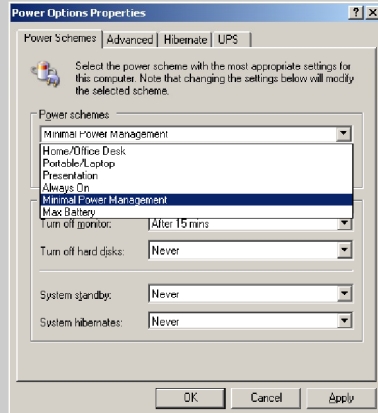 Power Options Properties
Power Schemes Advanced Hibernate UPS
Select the power scheme with the most appropriate settings for
this computer. Note that changing the settings below will modify
the selected scheme.
Power schemes
Minimal Power Management
Home/Office Desk
Portable/Laptop
Presentation
Always On
Minimal Power Management
Max Battery
Turn off monitor: After 15 mins
Turn off hard disks: Never
System standby: Never
System hibernates: Never
OK Cancel Apply